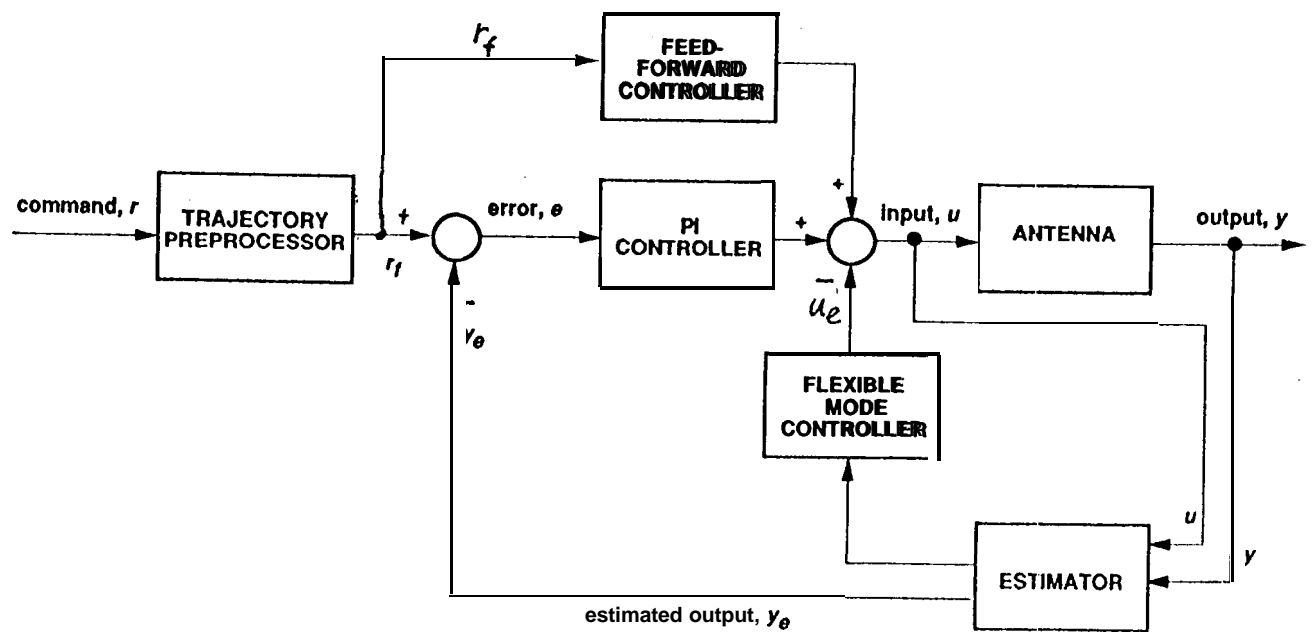 r_f
FEED-
FORWARD
CONTROLLER
+
command, r
TRAJECTORY
PREPROCESSOR
+
r_f
error, e
PI
CONTROLLER
+
input, u
ANTENNA
output, y
-
y_e
-
u_e
FLEXIBLE
MODE
CONTROLLER
u
y
ESTIMATOR
estimated output, y_e